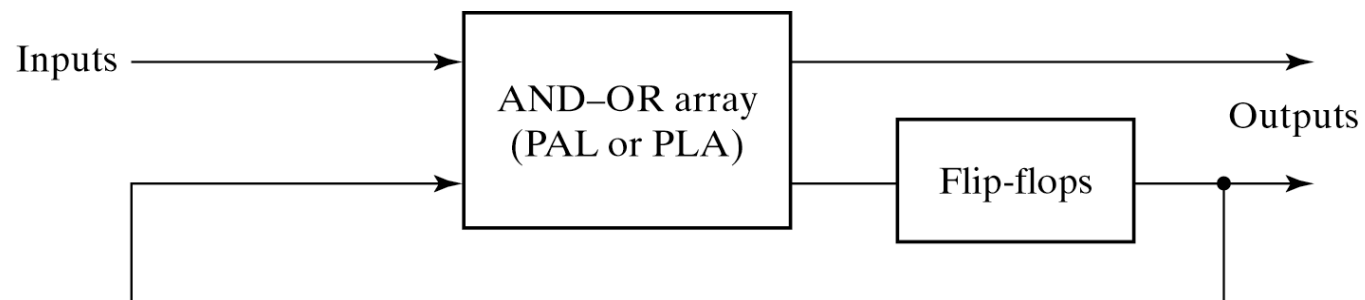 Inputs
AND–OR array
(PAL or PLA)
Outputs
Flip-flops